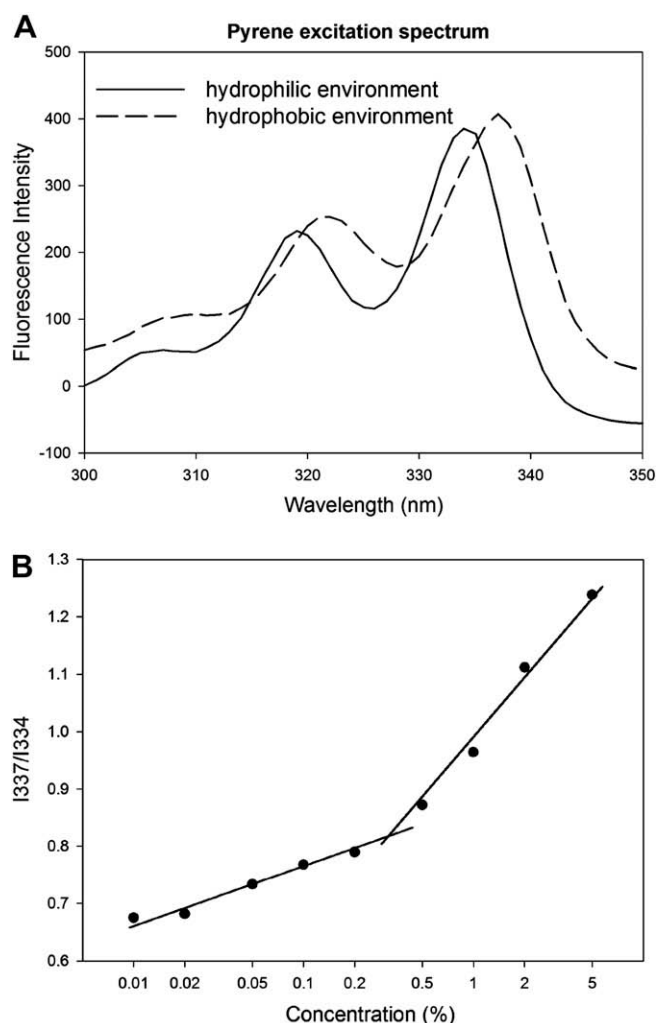 A
Pyrene excitation spectrum
hydrophilic environment
hydrophobic environment
Fluorescence Intensity
500
400
300
200
100
0
-100
300 310 320 330 340 350
Wavelength (nm)
B
I337/I334
1.3
1.2
1.1
1.0
0.9
0.8
0.7
0.6
0.01 0.02 0.05 0.1 0.2 0.5 1 2 5
Concentration (%)